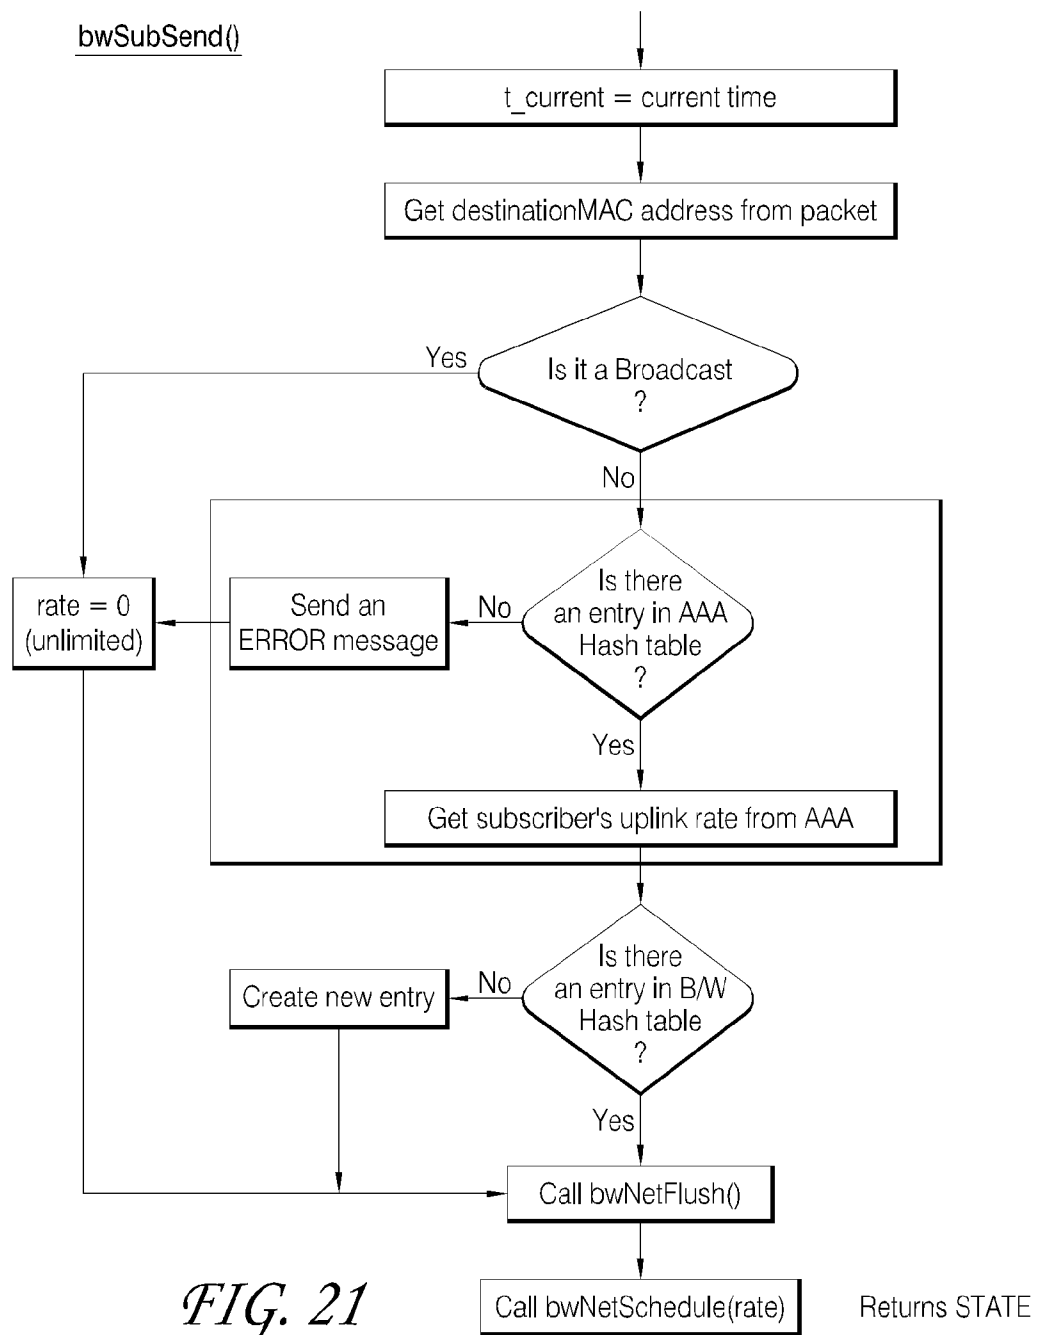 bwSubSend()
t_current = current time
Get destinationMAC address from packet
Yes
Is it a Broadcast
?
No
rate = 0
(unlimited)
Send an
ERROR message
No
Is there
an entry in AAA
Hash table
?
Yes
Get subscriber's uplink rate from AAA
Create new entry
No
Is there
an entry in B/W
Hash table
?
Yes
Call bwNetFlush()
FIG. 21
Call bwNetSchedule(rate)
Returns STATE